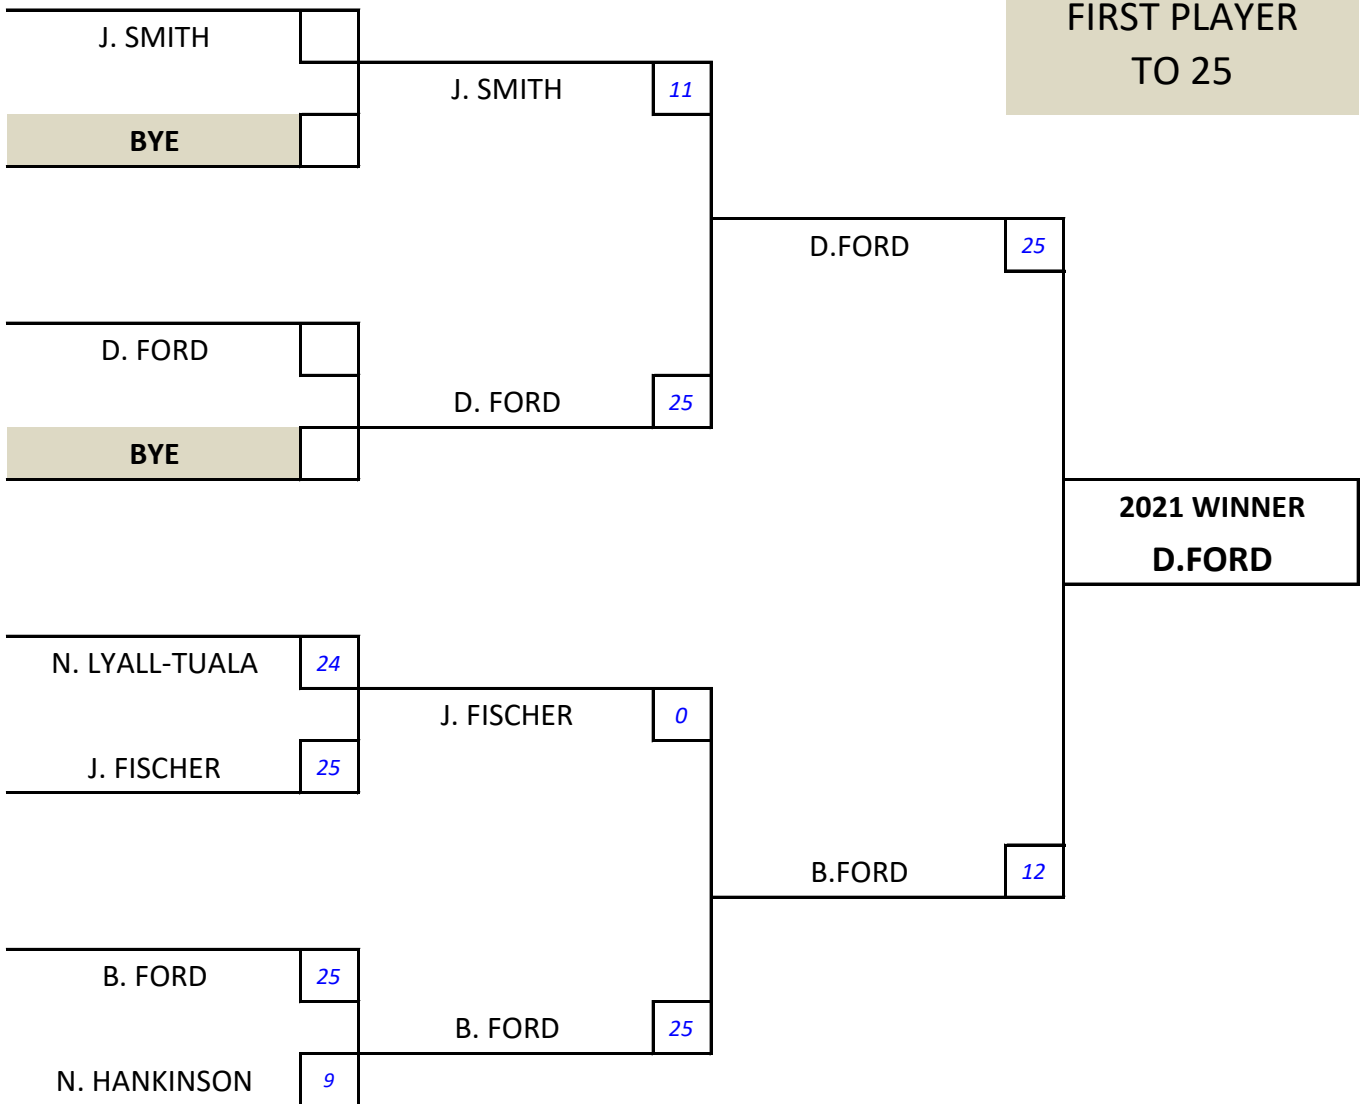 FIRST PLAYER
TO 25
J. SMITH
J. SMITH 11
BYE
D.FORD 25
D. FORD
D. FORD 25
BYE
2021 WINNER
D.FORD
N. LYALL-TUALA 24
J. FISCHER 0
J. FISCHER 25
B.FORD 12
B. FORD 25
B. FORD 25
N. HANKINSON 9